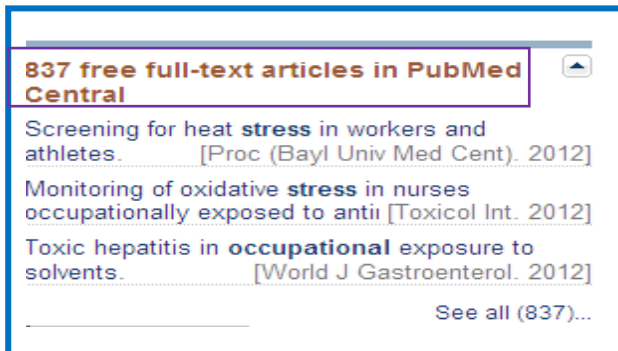 837 free full-text articles in PubMed
Central
Screening for heat stress in workers and
athletes. [Proc (Bayl Univ Med Cent). 2012]
Monitoring of oxidative stress in nurses
occupationally exposed to antii [Toxicol Int. 2012]
Toxic hepatitis in occupational exposure to
solvents. [World J Gastroenterol. 2012]
See all (837)...